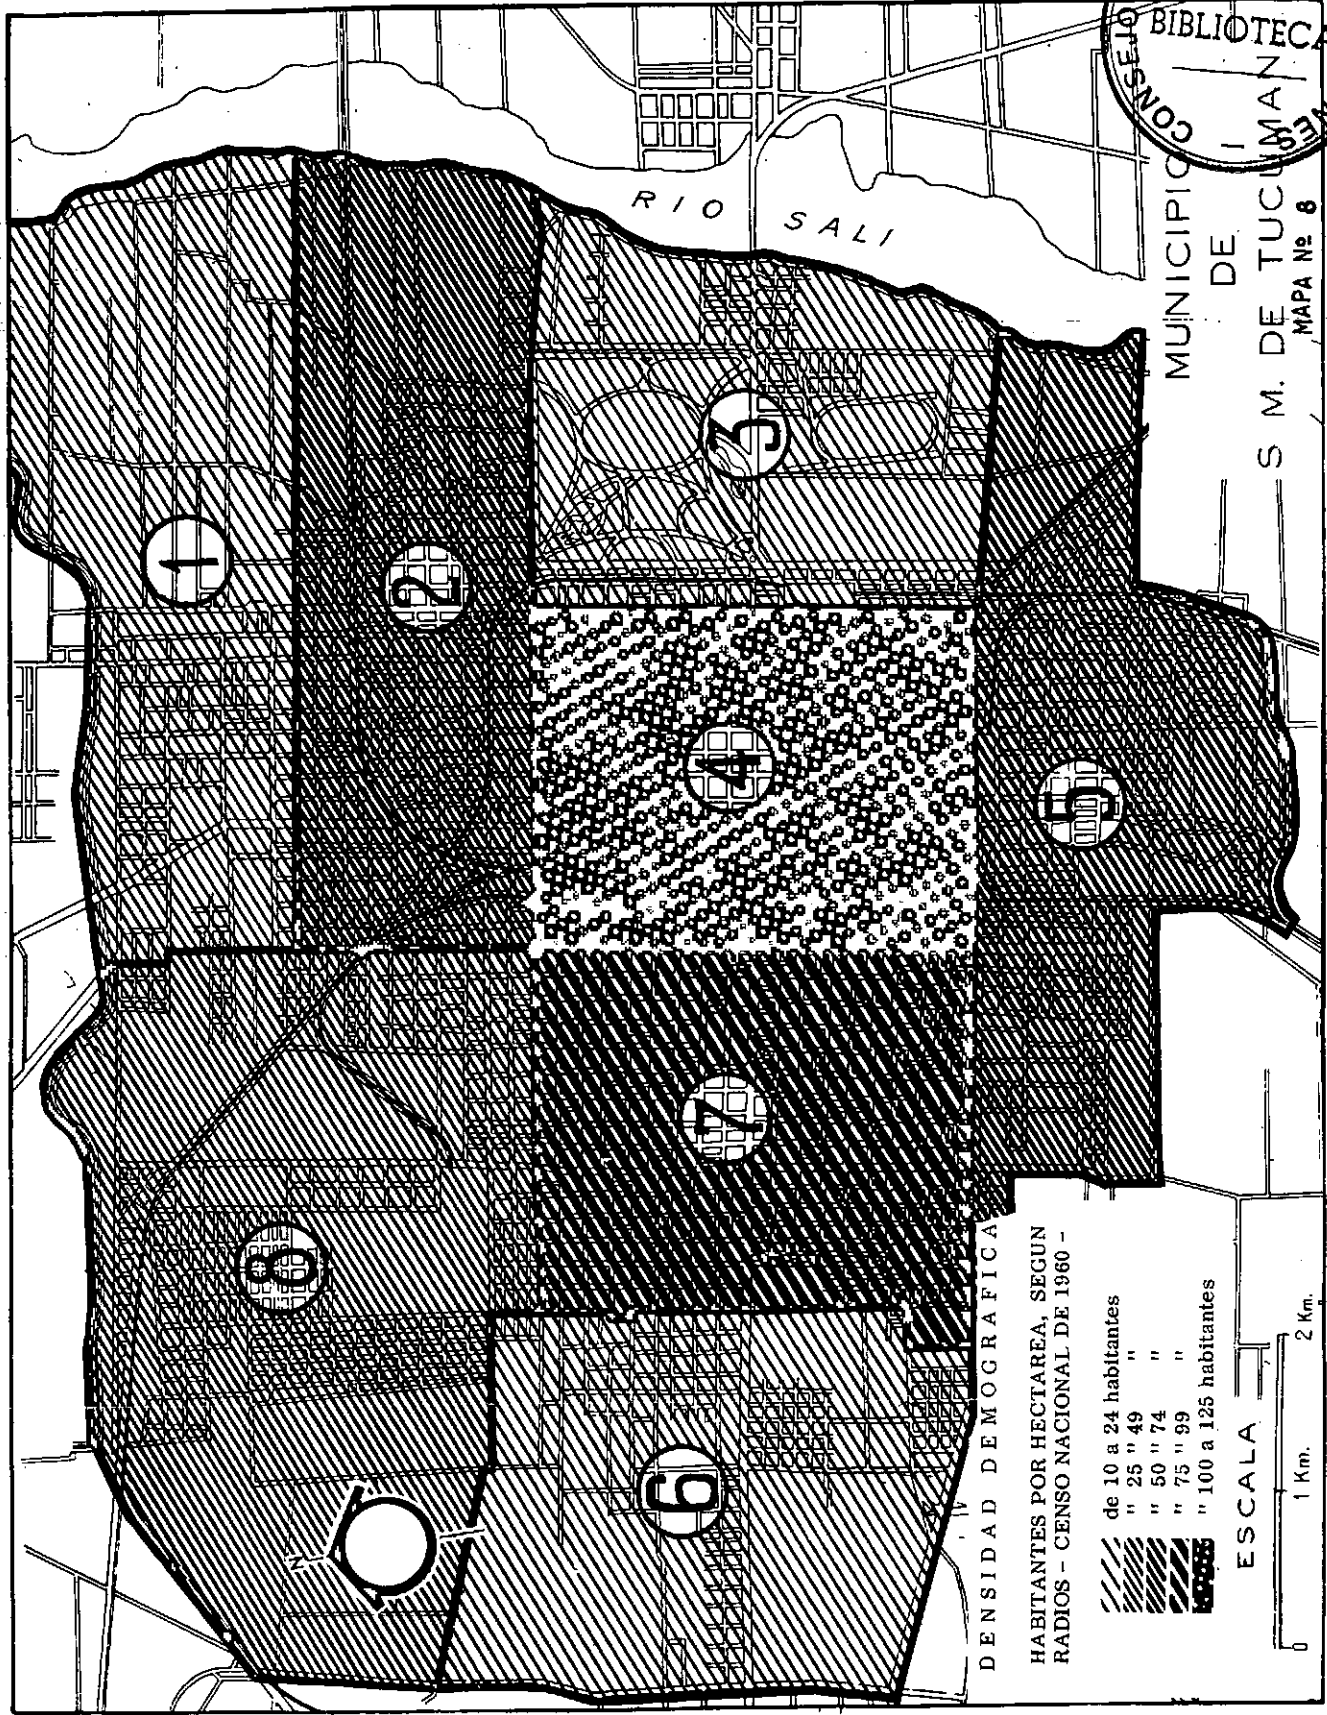 CONSEJO
BIBLIOTECA
MUNICIPIO
DE
S M. DE TUCUMAN
MAPA No 8
RIO SALI
1
2
3
4
5
6
7
8
N
DENSIDAD DEMOGRAFICA
HABITANTES POR HECTAREA, SEGUN
RADIOS - CENSO NACIONAL DE 1960 -
de 10 a 24 habitantes
" 25 " 49 "
" 50 " 74 "
" 75 " 99 "
" 100 a 125 habitantes
ESCALA
0 1 Km. 2 Km.